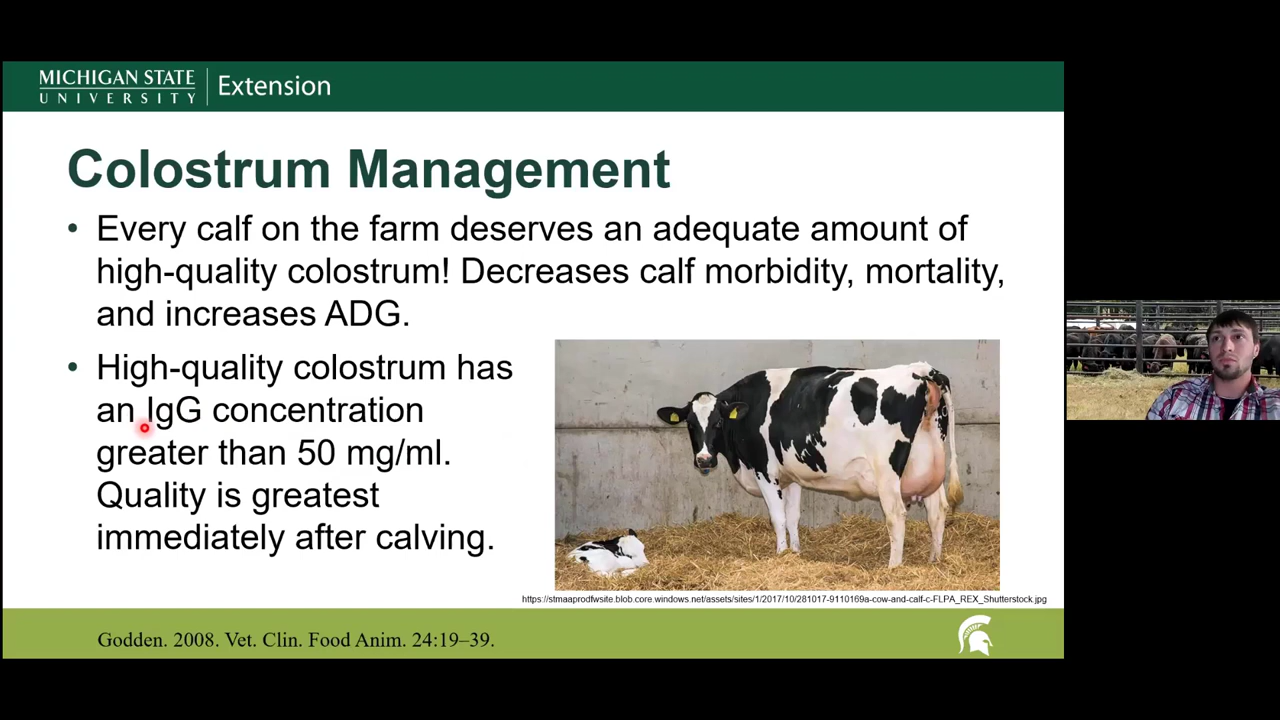 MICHIGAN STATE
UNIVERSITY
Extension
Colostrum Management
• Every calf on the farm deserves an adequate amount of
high-quality colostrum! Decreases calf morbidity, mortality,
and increases ADG.
• High-quality colostrum has
an IgG concentration
greater than 50 mg/ml.
Quality is greatest
immediately after calving.
https://stmaaprodfwsite.blob.core.windows.net/assets/sites/1/2017/10/281017-9110169a-cow-and-calf-c-FLPA_REX_Shutterstock.jpg
Godden. 2008. Vet. Clin. Food Anim. 24:19–39.